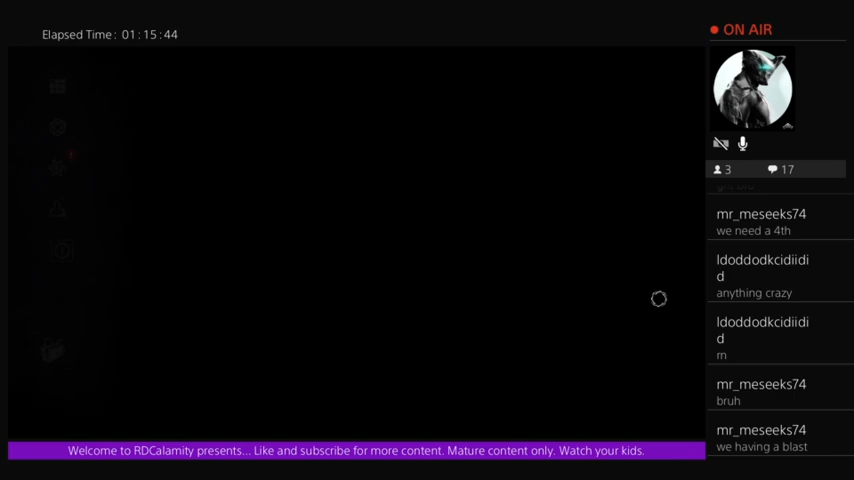 Elapsed Time: 01:15:44
ON AIR
3
17
mr_meseeks74
we need a 4th
ldoddodkcidiidi
d
anything crazy
ldoddodkcidiidi
d
rn
mr_meseeks74
bruh
mr_meseeks74
we having a blast
Welcome to RDCalamity presents... Like and subscribe for more content. Mature content only. Watch your kids.